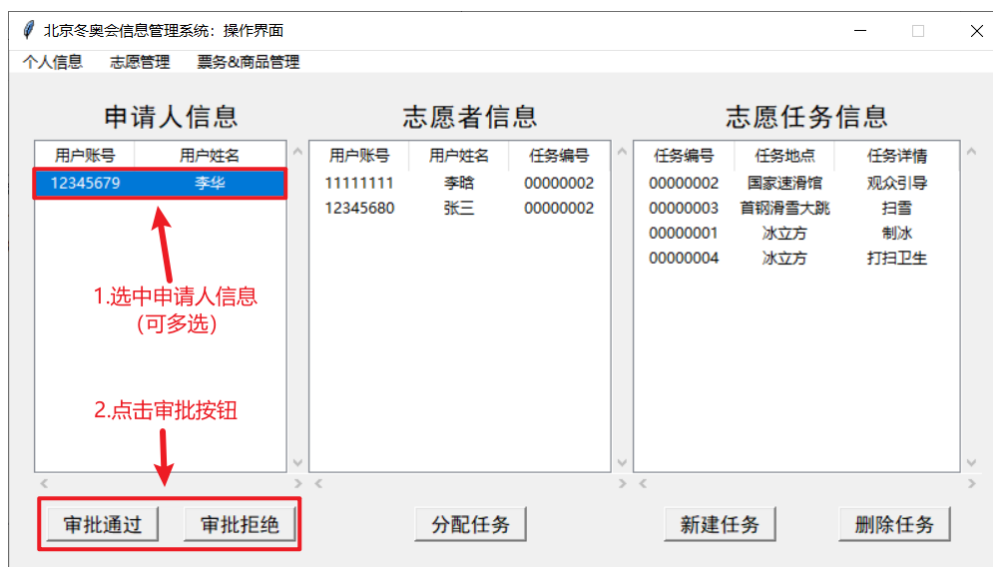 北京冬奥会信息管理系统：操作界面
个人信息 志愿管理 票务&商品管理
申请人信息 志愿者信息 志愿任务信息
用户账号 用户姓名 用户账号 用户姓名 任务编号 任务编号 任务地点 任务详情
12345679 李华 11111111 李晗 00000002 00000002 国家速滑馆 观众引导
12345680 张三 00000002 00000003 首钢滑雪大跳 扫雪
00000001 冰立方 制冰
00000004 冰立方 打扫卫生
1.选中申请人信息
（可多选）
2.点击审批按钮
审批通过 审批拒绝 分配任务 新建任务 删除任务